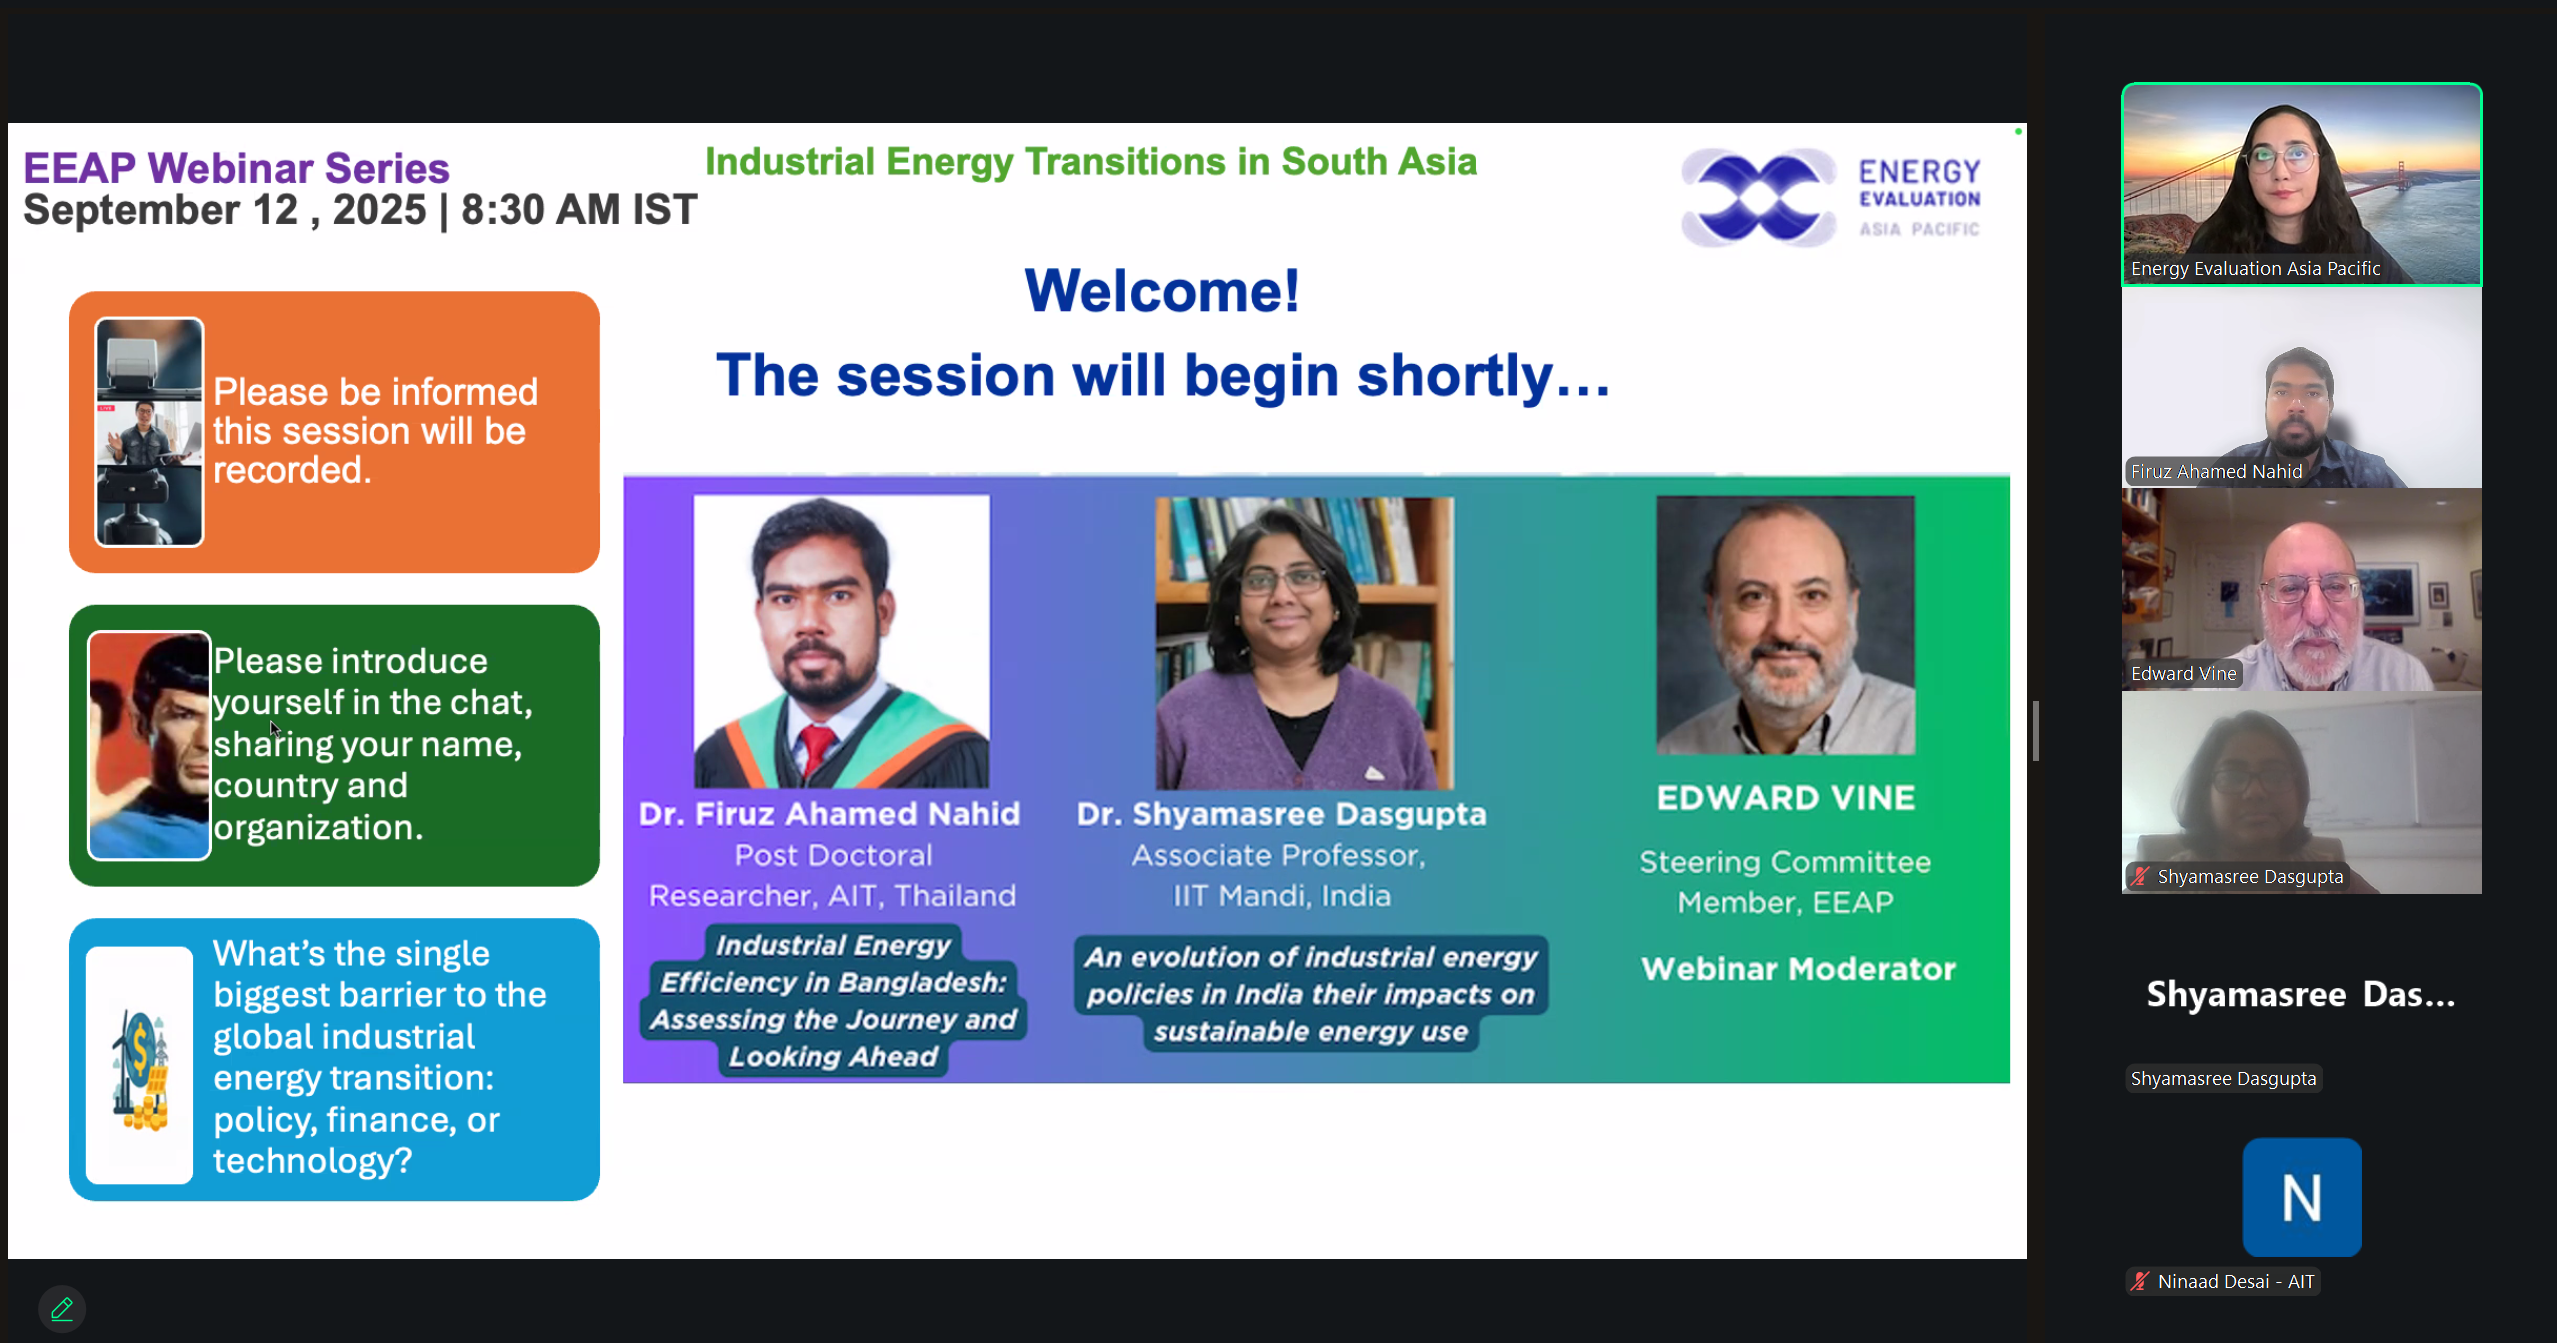 EEAP Webinar Series
September 12 , 2025 | 8:30 AM IST
Industrial Energy Transitions in South Asia
ENERGY
EVALUATION
ASIA PACIFIC
Welcome!
The session will begin shortly...
LIVE
Please be informed
this session will be
recorded.
Please introduce
yourself in the chat,
sharing your name,
country and
organization.
What's the single
biggest barrier to the
global industrial
energy transition:
policy, finance, or
technology?
Dr. Firuz Ahamed Nahid
Post Doctoral
Researcher, AIT, Thailand
Industrial Energy
Efficiency in Bangladesh:
Assessing the Journey and
Looking Ahead
Dr. Shyamasree Dasgupta
Associate Professor,
IIT Mandi, India
An evolution of industrial energy
policies in India their impacts on
sustainable energy use
EDWARD VINE
Steering Committee
Member, EEAP
Webinar Moderator
Energy Evaluation Asia Pacific
Firuz Ahamed Nahid
Edward Vine
Shyamasree Dasgupta
Shyamasree Das...
Shyamasree Dasgupta
N
Ninaad Desai - AIT